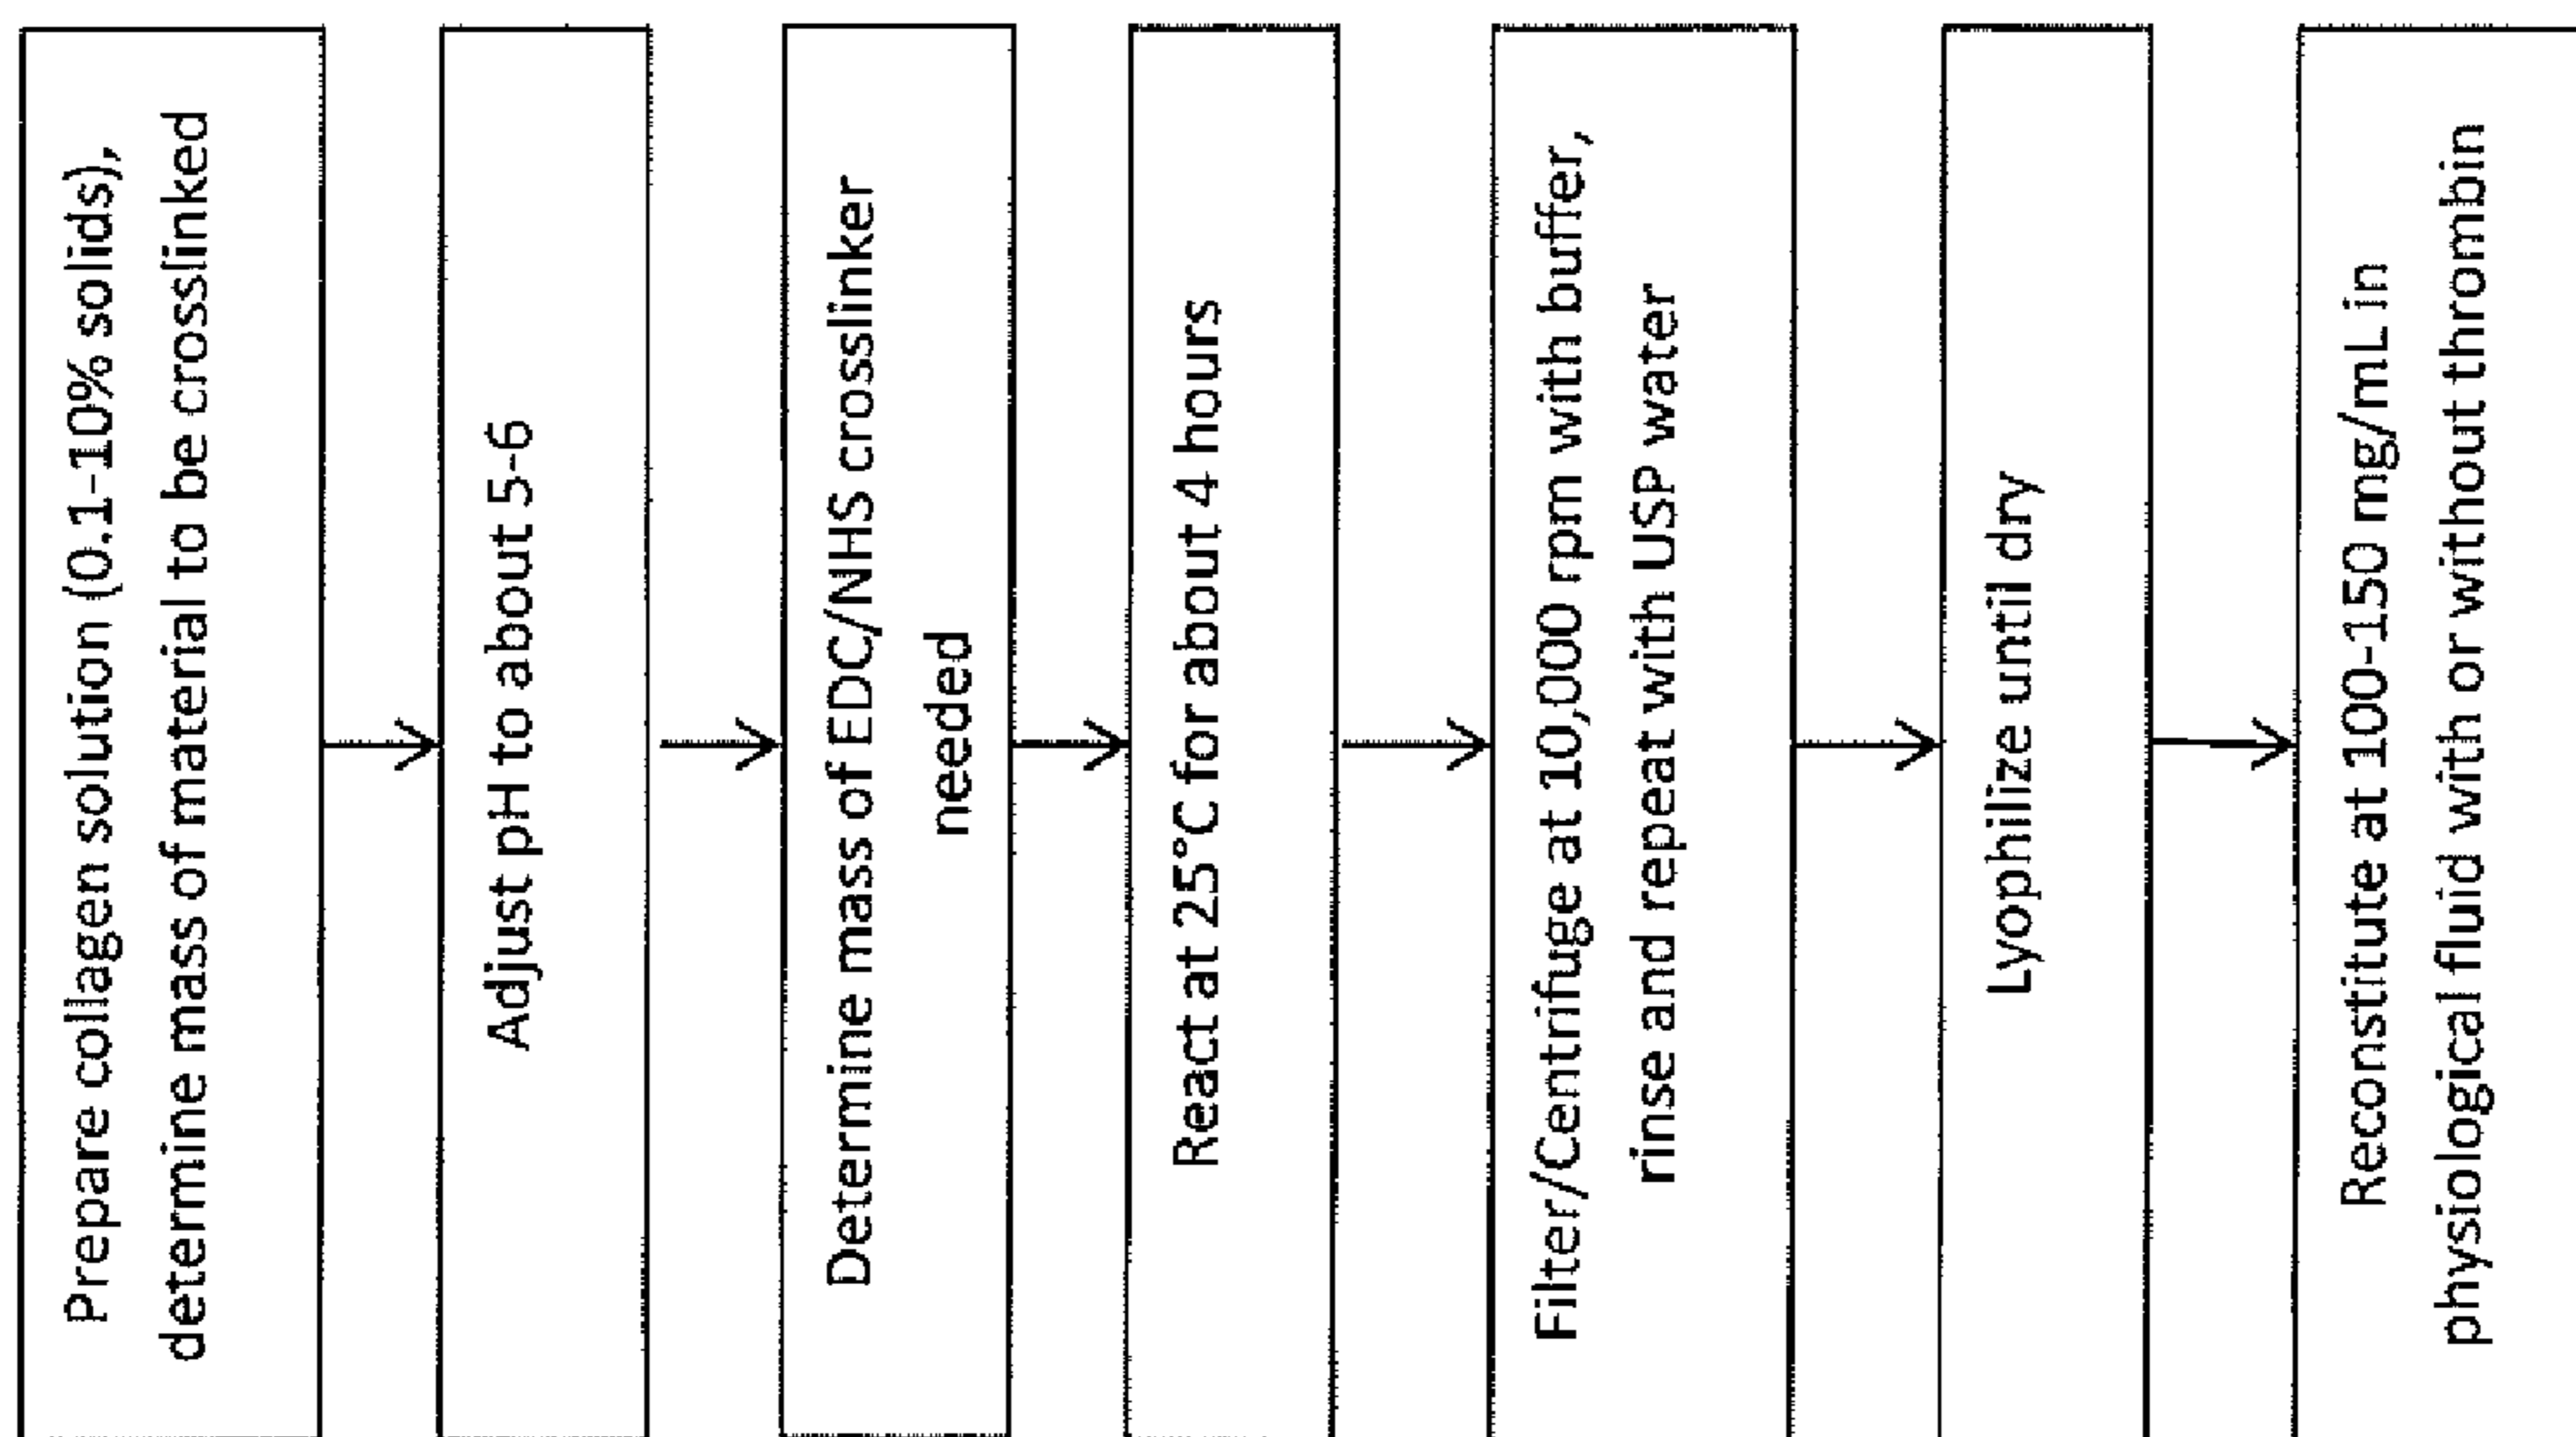 Prepare collagen solution (0.1-10% solids),
determine mass of material to be crosslinked
Adjust pH to about 5-6
Determine mass of EDC/NHS crosslinker
needed
React at 25°C for about 4 hours
Filter/Centrifuge at 10,000 rpm with buffer,
rinse and repeat with USP water
Lyophilize until dry
Reconstitute at 100-150 mg/mL in
physiological fluid with or without thrombin